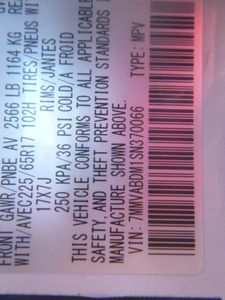 FRONT GAWR/PNBE AV 2566 LB 1164 KG
WITH/AVEC225/65R17 102H TIRES/PNEUS
17X7J RIMS/JANTES
250 KPA/36 PSI COLD/A FROID
THIS VEHICLE CONFORMS TO ALL APPLICABLE
SAFETY,AND THEFT PREVENTION STANDARDS
MANUFACTURE SHOWN ABOVE.
VIN: 7MMVABDM1SN370066 TYPE: MPV